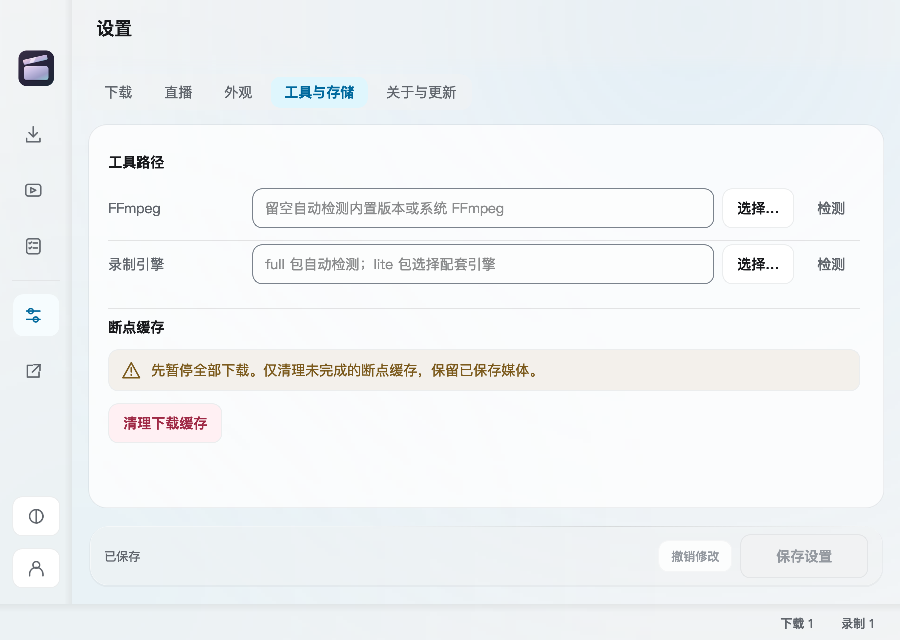 设置
下载 直播 外观 工具与存储 关于与更新
工具路径
FFmpeg 留空自动检测内置版本或系统 FFmpeg 选择... 检测
录制引擎 full 包自动检测；lite 包选择配套引擎 选择... 检测
断点缓存
先暂停全部下载。仅清理未完成的断点缓存，保留已保存媒体。
清理下载缓存
已保存 撤销修改 保存设置
下载 1 录制 1